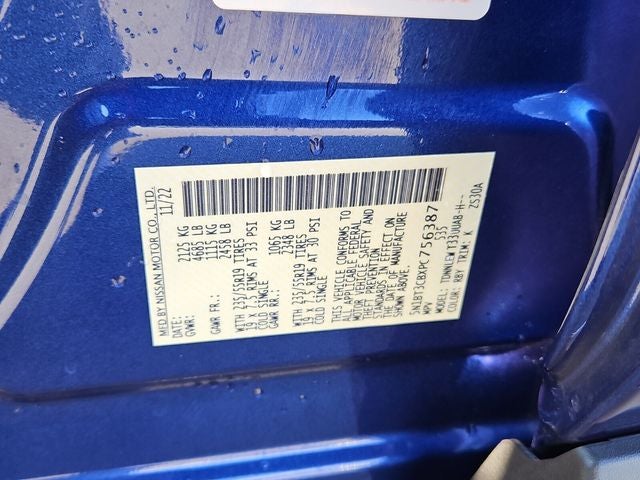 MFD BY NISSAN MOTOR CO., LTD.
DATE: 11/22
GVWR: 2125 KG
4685 LB
GAWR FR.: 1115 KG
2458 LB
WITH 235/55R19 TIRES
19 X 7.5J RIMS AT 33 PSI
COLD SINGLE
GAWR RR.: 1065 KG
2348 LB
WITH 235/55R19 TIRES
19 X 7.5J RIMS AT 30 PSI
COLD SINGLE
THIS VEHICLE CONFORMS TO
ALL APPLICABLE FEDERAL
MOTOR VEHICLE SAFETY AND
THEFT PREVENTION
STANDARDS IN EFFECT ON
THE DATE OF MANUFACTURE
SHOWN ABOVE.
5N1BT3CBXPC756387
MPV 535
MODEL:
COLOR: RBY TRIM: K ZS30A